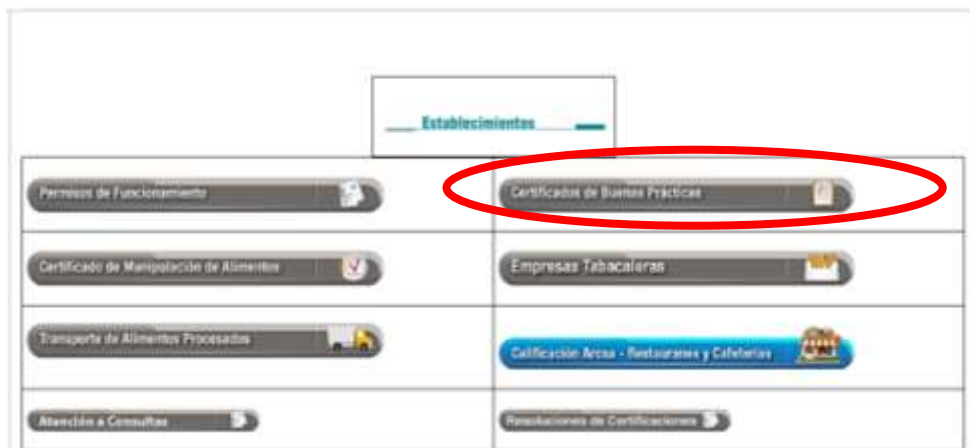 Establecimientos
Permisos de Funcionamiento
Certificados de Buenas Prácticas
Certificado de Manipulación de Alimentos
Empresas Tabacaleras
Transporte de Alimentos Procesados
Calificación Arcsa - Restauranes y Cafeterías
Atención a Consultas
Resoluciones de Certificaciones